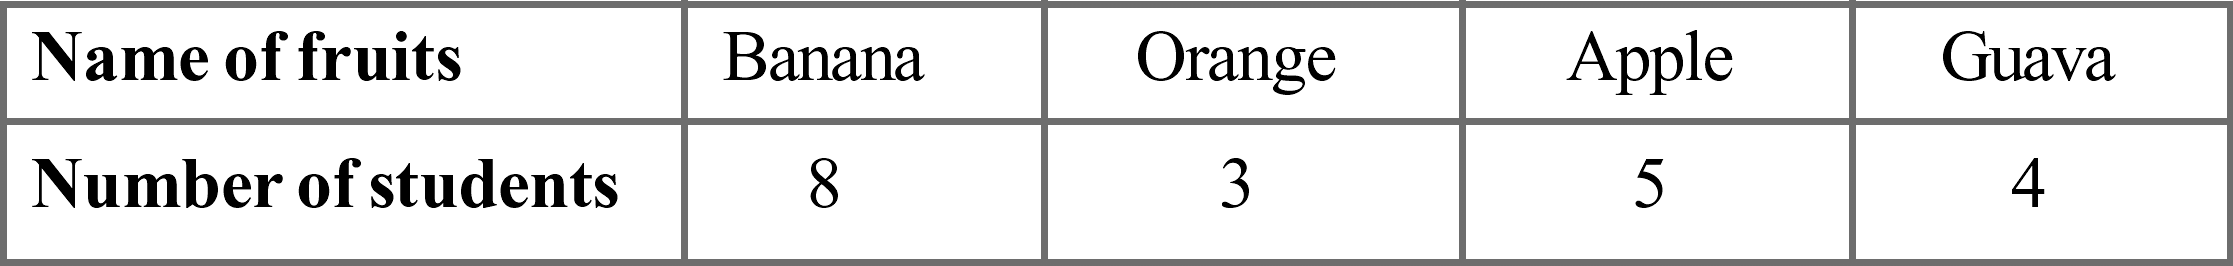 Name of fruits Banana Orange Apple Guava
Number of students 8 3 5 4